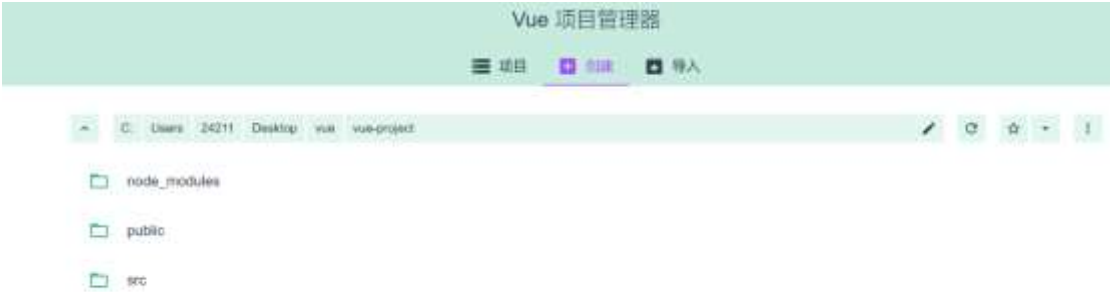 Vue 项目管理器
项目 创建 导入
C: Users 24211 Desktop vue vue-project
node_modules
public
src